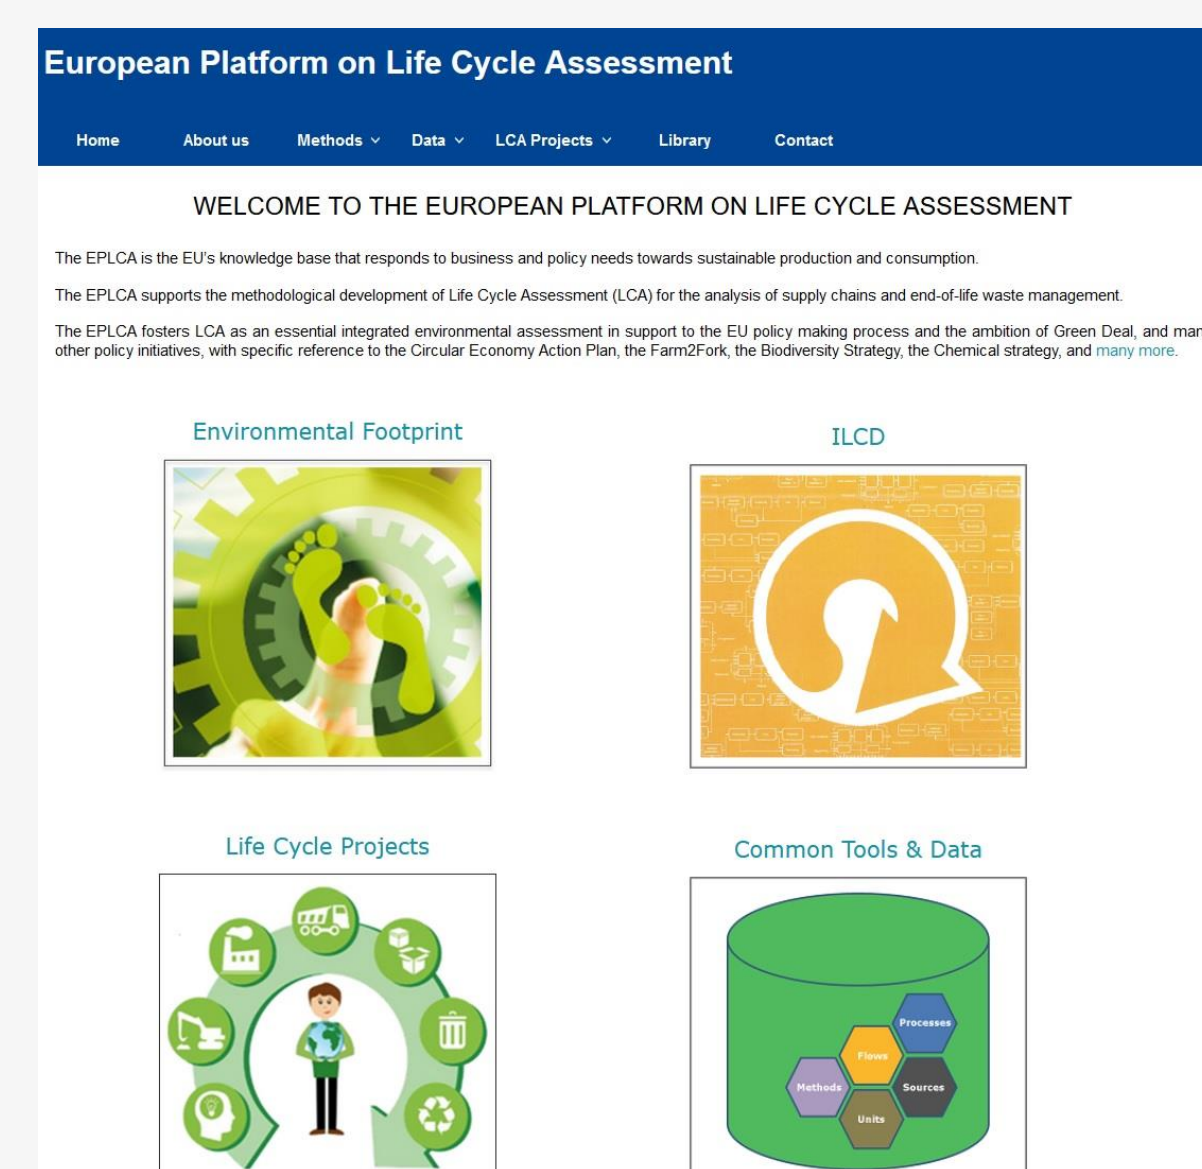 European Platform on Life Cycle Assessment
Home About us Methods Data LCA Projects Library Contact
WELCOME TO THE EUROPEAN PLATFORM ON LIFE CYCLE ASSESSMENT
The EPLCA is the EU's knowledge base that responds to business and policy needs towards sustainable production and consumption.
The EPLCA supports the methodological development of Life Cycle Assessment (LCA) for the analysis of supply chains and end-of-life waste management.
The EPLCA fosters LCA as an essential integrated environmental assessment in support to the EU policy making process and the ambition of Green Deal, and man
other policy initiatives, with specific reference to the Circular Economy Action Plan, the Farm2Fork, the Biodiversity Strategy, the Chemical strategy, and many more.
Environmental Footprint
ILCD
Life Cycle Projects
Common Tools & Data
Processes
Flows
Methods
Sources
Units